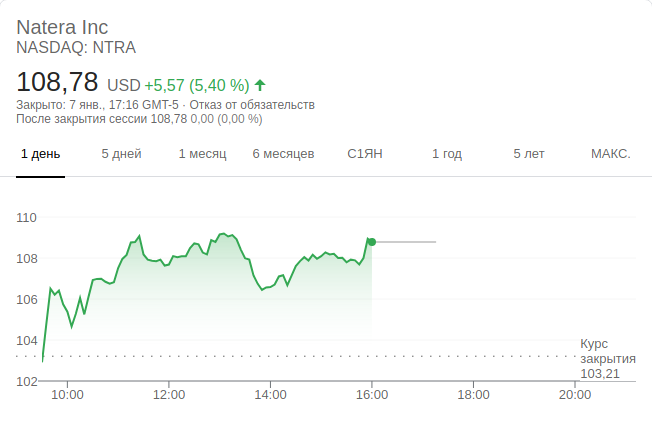 Natera Inc
NASDAQ: NTRA
108,78 USD +5,57 (5,40 %)
Закрыто: 7 янв., 17:16 GMT-5 · Отказ от обязательств
После закрытия сессии 108,78 0,00 (0,00 %)
1 день 5 дней 1 месяц 6 месяцев С1ЯН 1 год 5 лет МАКС.
110
108
106
104
Курс
закрытия
103,21
102
10:00 12:00 14:00 16:00 18:00 20:00